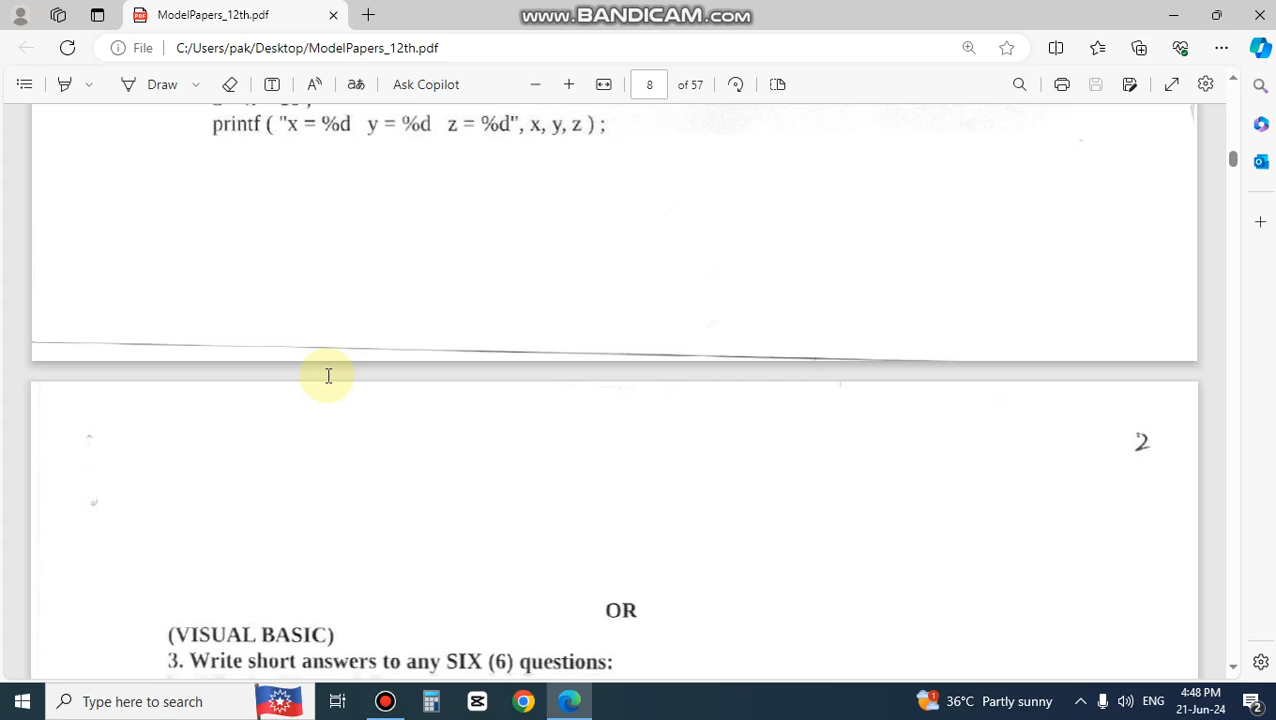 www.BANDICAM.com
ModelPapers_12th.pdf
File C:/Users/pak/Desktop/ModelPapers_12th.pdf
Draw Ask Copilot 8 of 57
printf ( "x = %d y = %d z = %d", x, y, z ) ;
2
OR
(VISUAL BASIC)
3. Write short answers to any SIX (6) questions:
Type here to search
36°C Partly sunny
ENG
4:48 PM
21-Jun-24
2